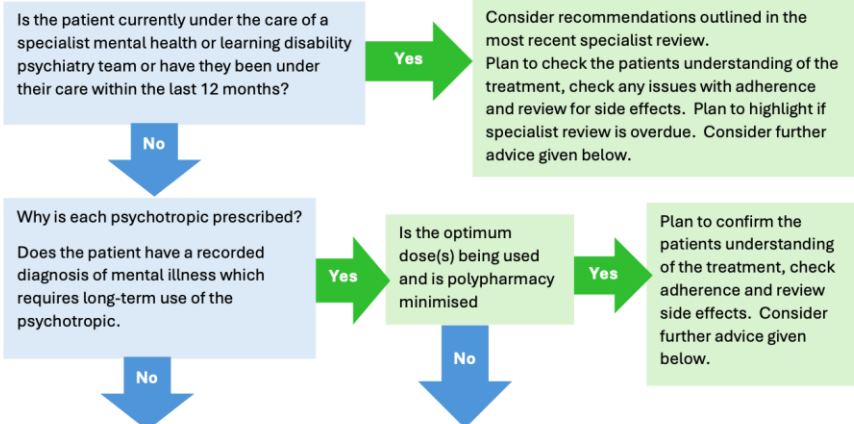 Is the patient currently under the care of a
specialist mental health or learning disability
psychiatry team or have they been under
their care within the last 12 months?
Yes
Consider recommendations outlined in the
most recent specialist review.
Plan to check the patients understanding of the
treatment, check any issues with adherence
and review for side effects.  Plan to highlight if
specialist review is overdue.  Consider further
advice given below.
No
Why is each psychotropic prescribed?
Does the patient have a recorded
diagnosis of mental illness which
requires long-term use of the
psychotropic.
Yes
Is the optimum
dose(s) being used
and is polypharmacy
minimised
Yes
Plan to confirm the
patients understanding
of the treatment, check
adherence and review
side effects.  Consider
further advice given
below.
No
No